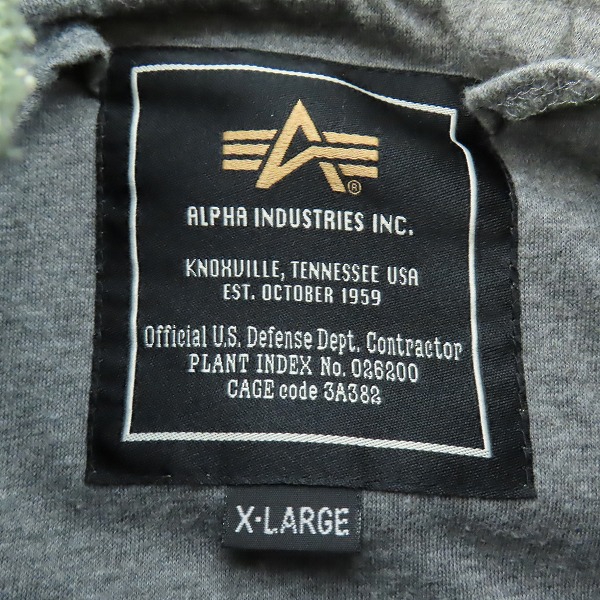 ®
ALPHA INDUSTRIES INC.
KNOXVILLE, TENNESSEE USA
EST. OCTOBER 1959
Official U.S. Defense Dept. Contractor
PLANT INDEX No. 026200
CAGE code 3A382
X-LARGE